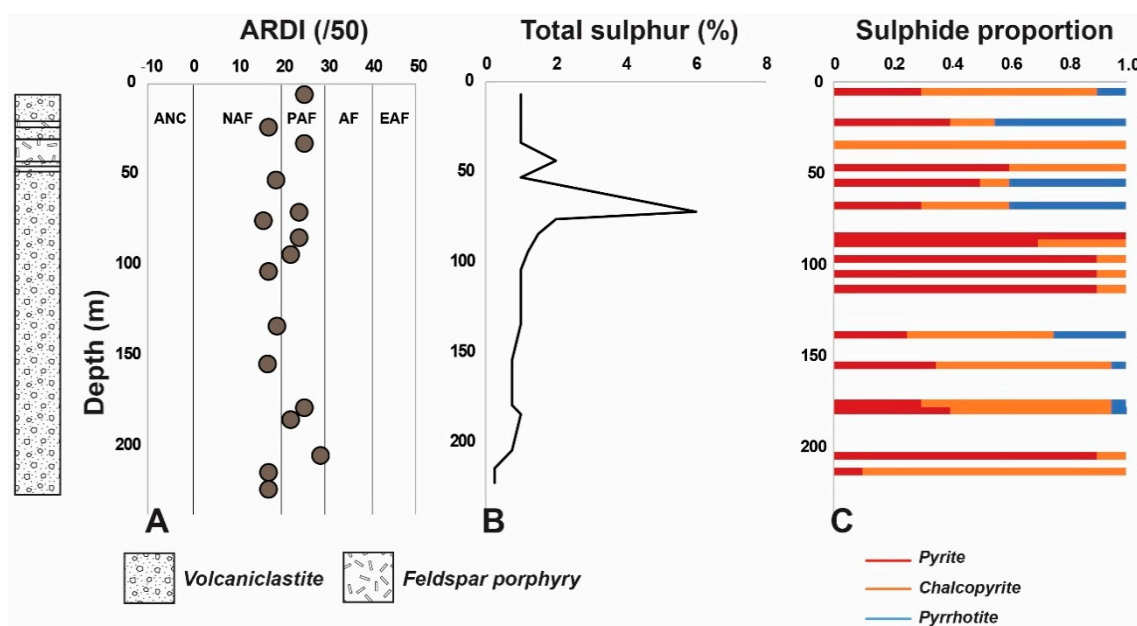 ARDI (/50)
-10 0 10 20 30 40 50
ANC NAF PAF AF EAF
0
50
100
150
200
Depth (m)
A
Total sulphur (%)
0 2 4 6 8
0
50
100
150
200
B
Sulphide proportion
0 0.2 0.4 0.6 0.8 1.0
0
50
100
150
200
C
Volcaniclastite
Feldspar porphyry
Pyrite
Chalcopyrite
Pyrrhotite